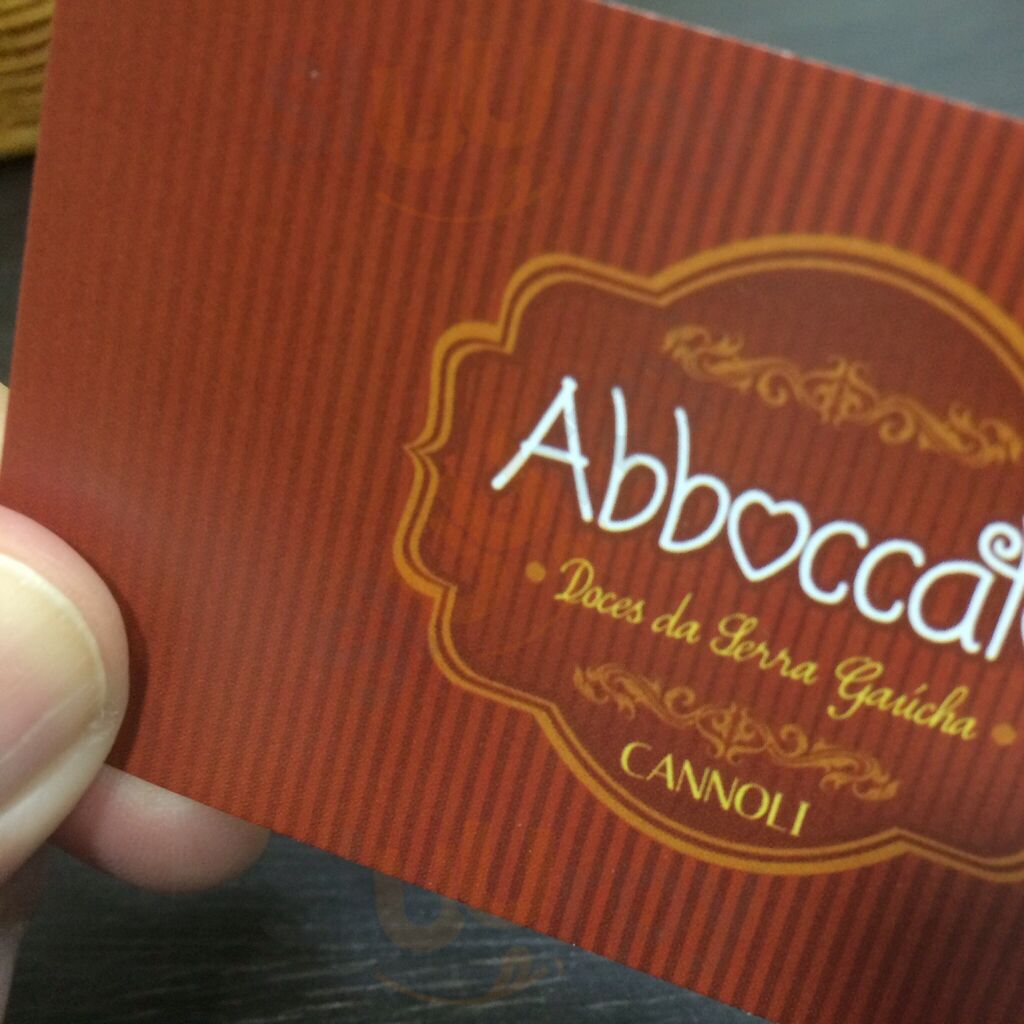 Abboccat
• Doces da Serra Gaúcha •
CANNOLI